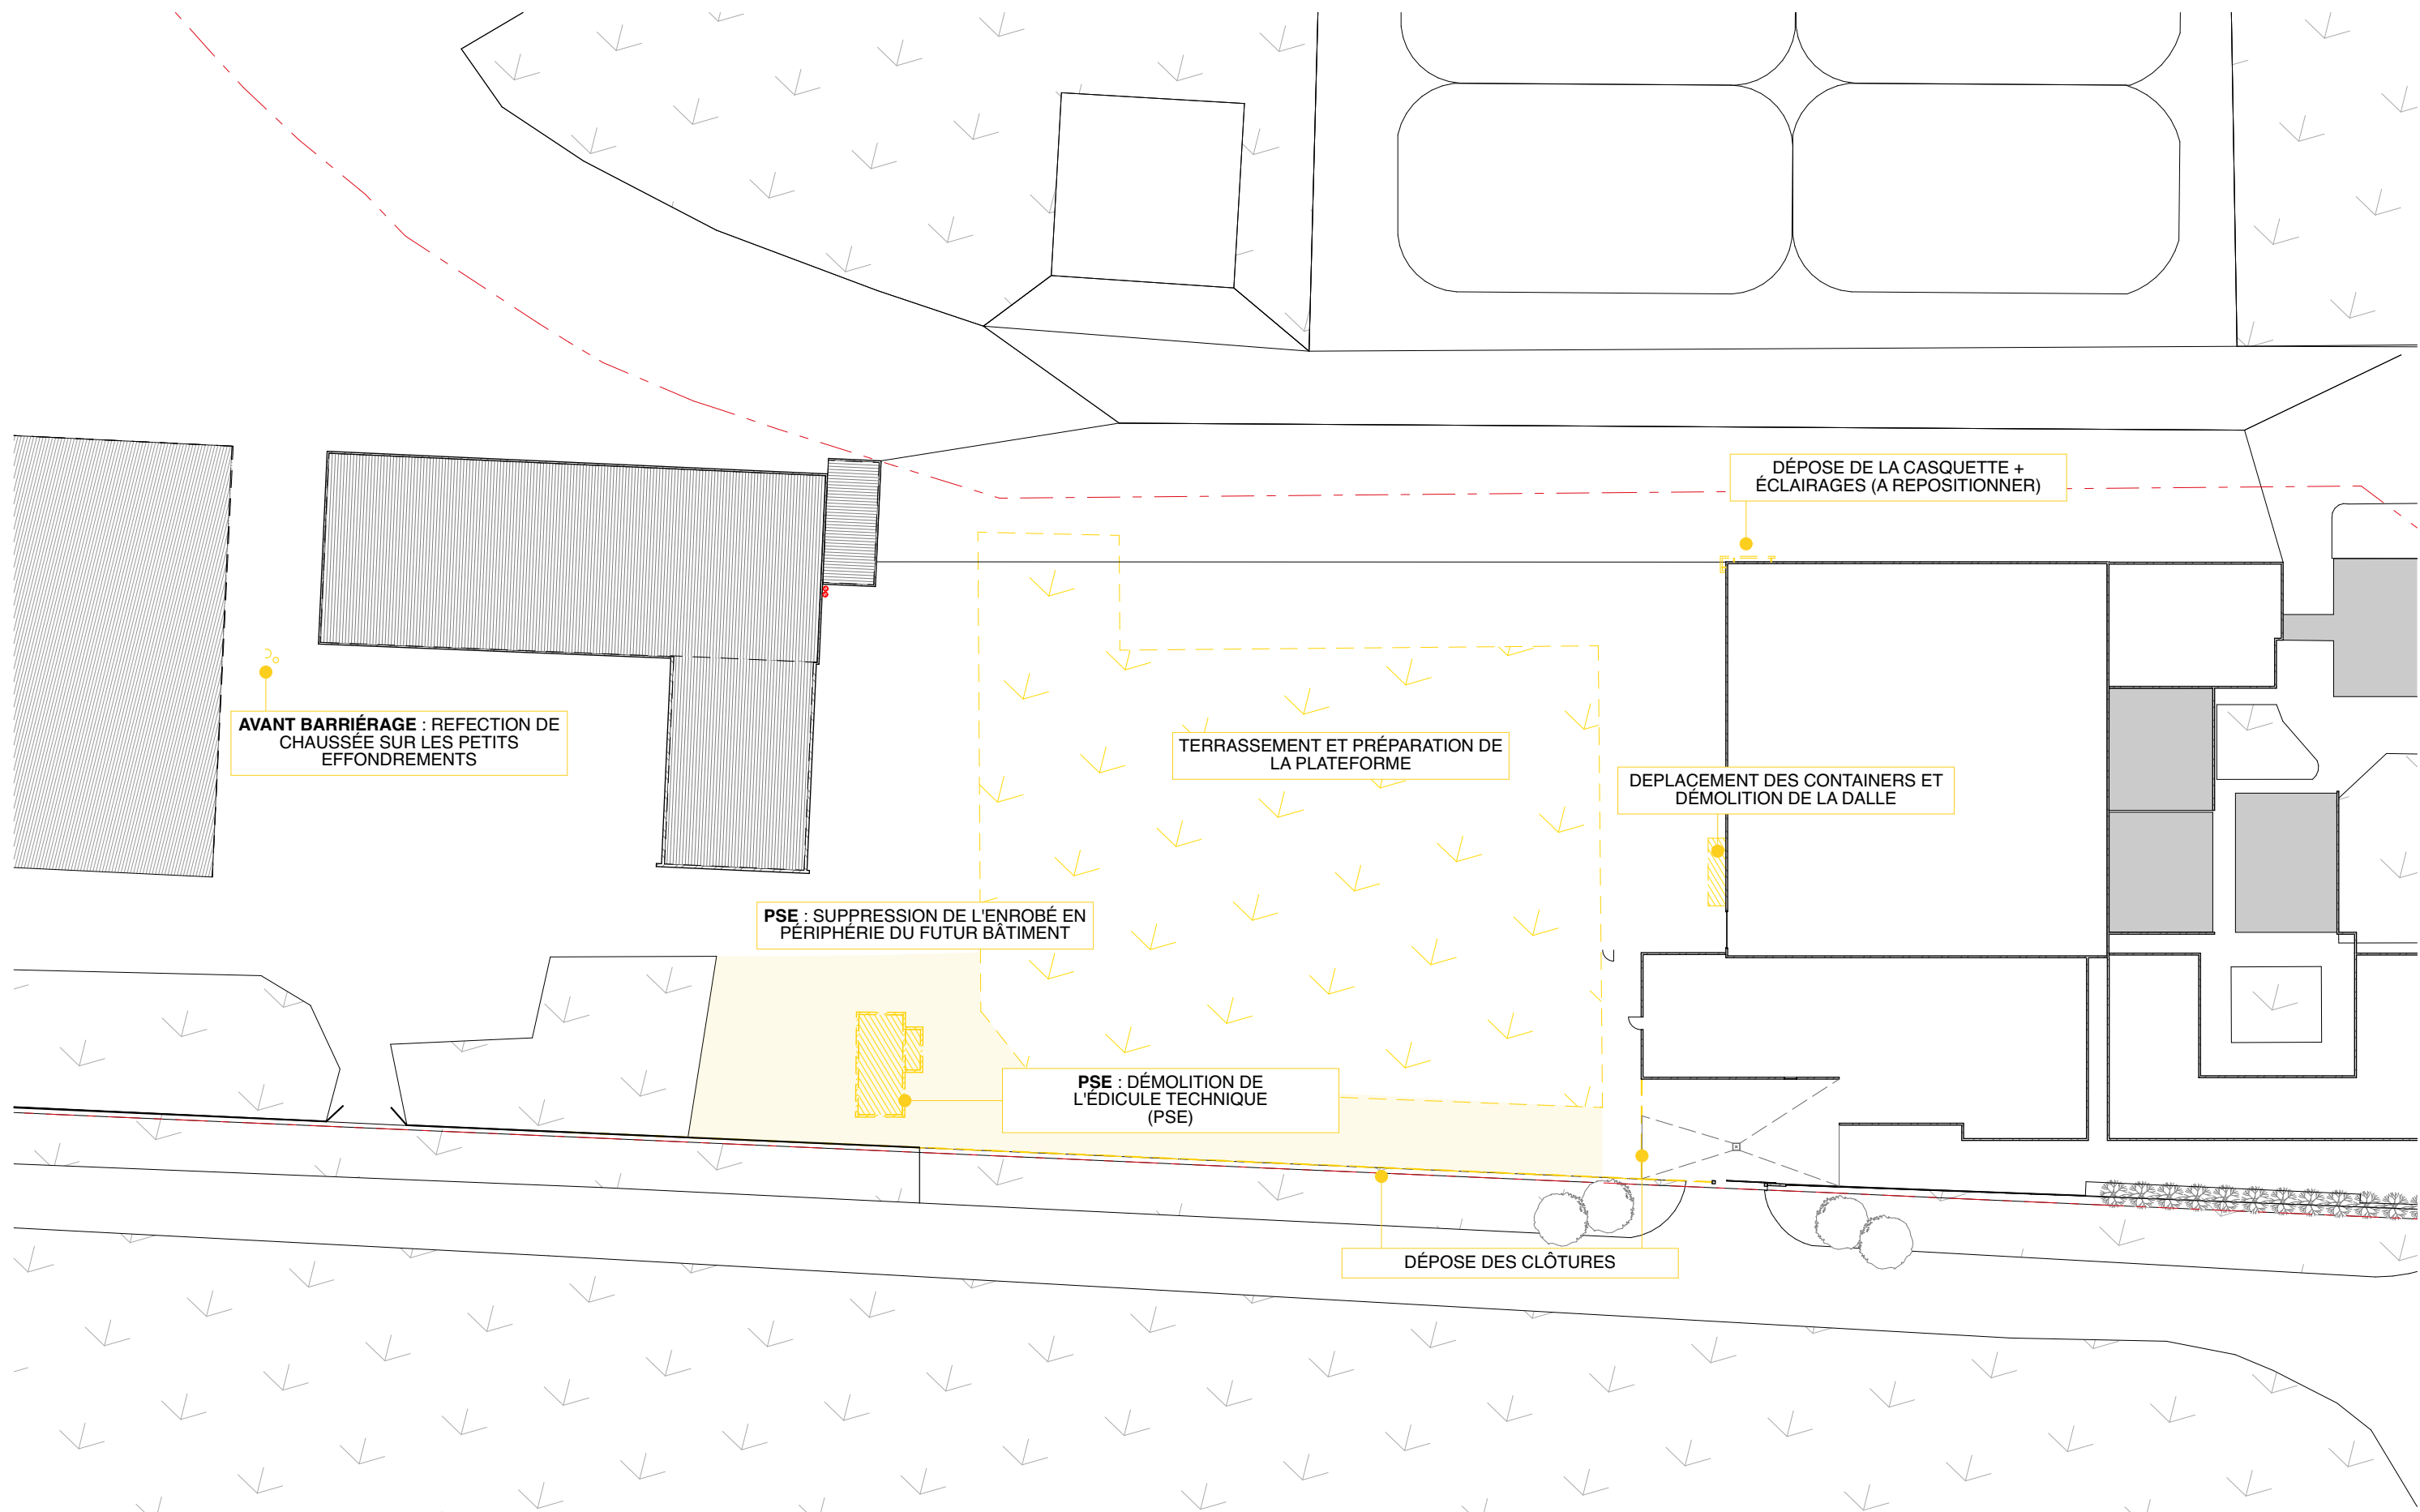 DÉPOSE DE LA CASQUETTE +
ÉCLAIRAGES (A REPOSITIONNER)
AVANT BARRIÉRAGE : REFECTION DE
CHAUSSÉE SUR LES PETITS
EFFONDREMENTS
TERRASSEMENT ET PRÉPARATION DE
LA PLATEFORME
DEPLACEMENT DES CONTAINERS ET
DÉMOLITION DE LA DALLE
PSE : SUPPRESSION DE L'ENROBÉ EN
PÉRIPHÉRIE DU FUTUR BÂTIMENT
PSE : DÉMOLITION DE
L'ÉDICULE TECHNIQUE
(PSE)
DÉPOSE DES CLÔTURES